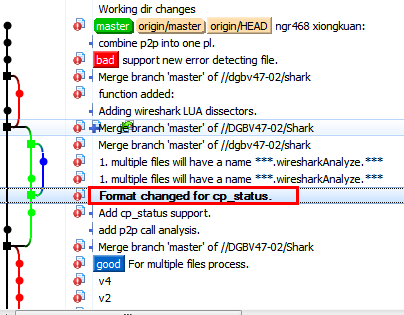 Working dir changes
master origin/master origin/HEAD ngr468 xiongkuan:
combine p2p into one pl.
bad support new error detecting file.
Merge branch 'master' of //dgbv47-02/shark
function added:
Adding wireshark LUA dissectors.
Merge branch 'master' of //DGBV47-02/Shark
Merge branch 'master' of //dgbv47-02/shark
1. multiple files will have a name ***.wiresharkAnalyze.***
1. multiple files will have a name ***.wiresharkAnalyze.***
Format changed for cp_status.
Add cp_status support.
add p2p call analysis.
Merge branch 'master' of //DGBV47-02/Shark
good For multiple files process.
v4
v2